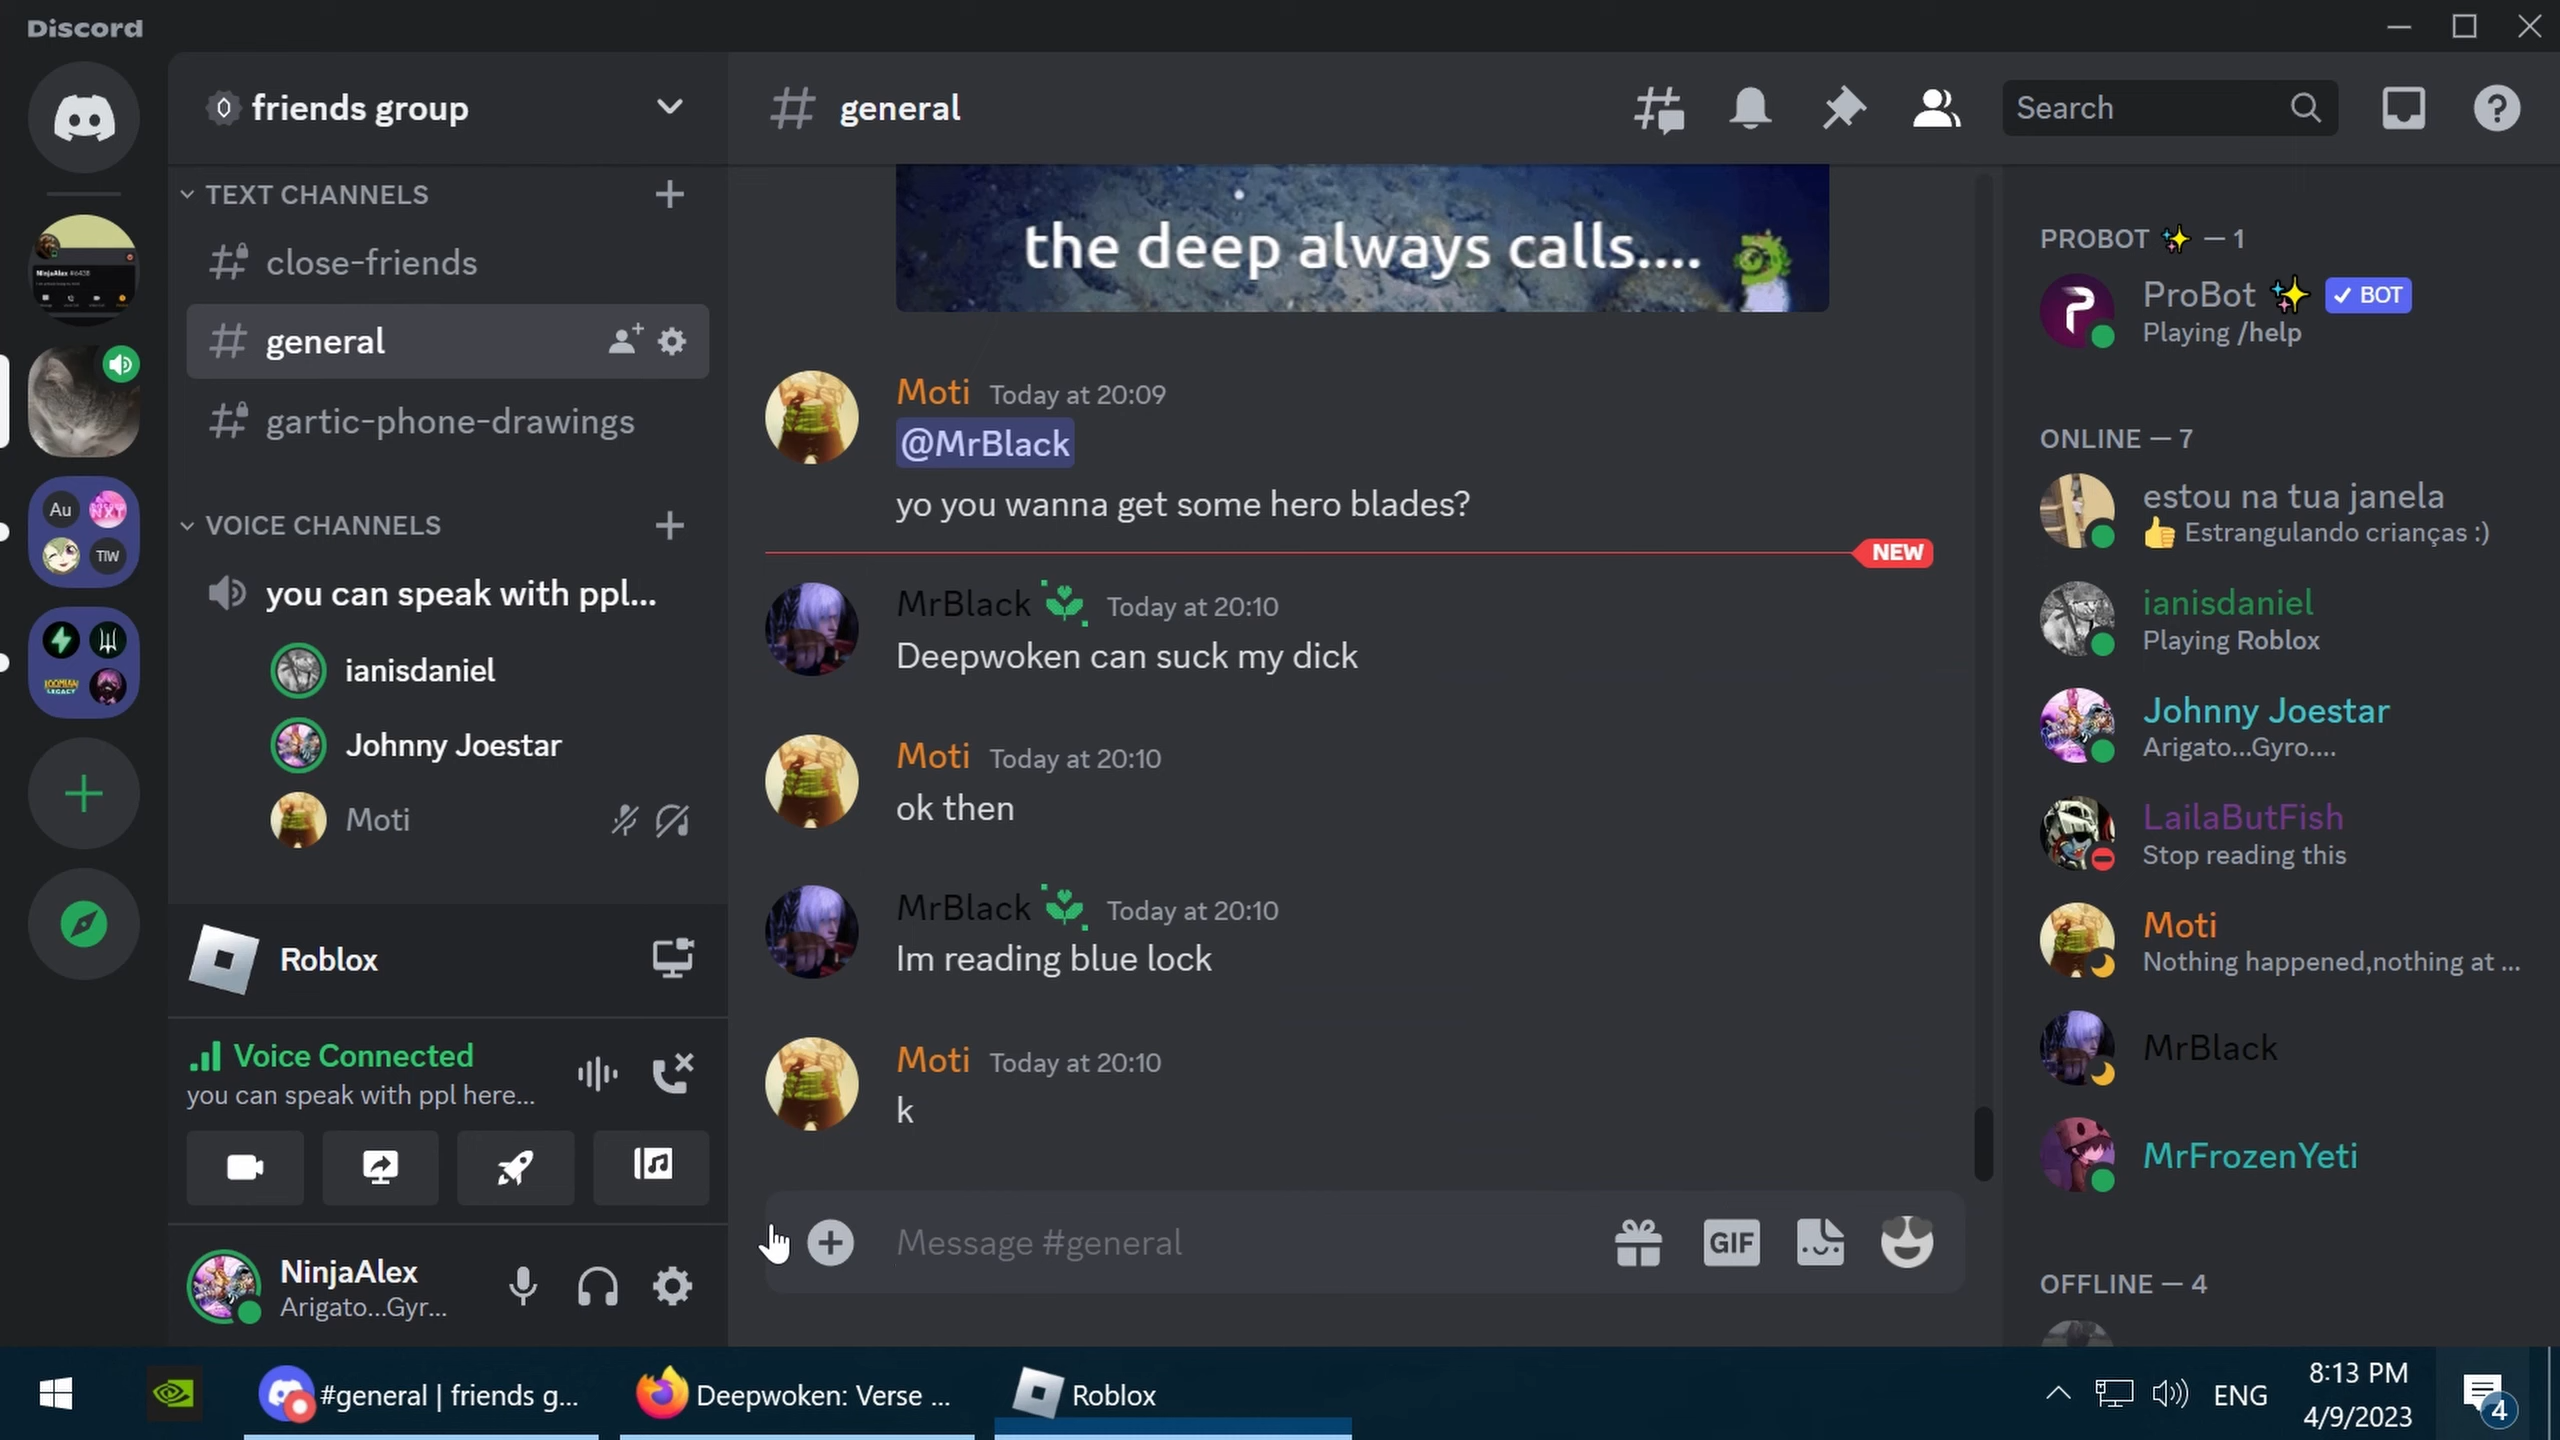 Discord
friends group
general
Search
TEXT CHANNELS
close-friends
general
gartic-phone-drawings
VOICE CHANNELS
you can speak with ppl...
ianisdaniel
Johnny Joestar
Moti
Roblox
Voice Connected
you can speak with ppl here...
NinjaAlex
Arigato...Gyr...
Au
TIW
LOOMIAN
LEGACY
the deep always calls....
Moti Today at 20:09
@MrBlack
yo you wanna get some hero blades?
NEW
MrBlack Today at 20:10
Deepwoken can suck my dick
Moti Today at 20:10
ok then
MrBlack Today at 20:10
Im reading blue lock
Moti Today at 20:10
k
Message #general
GIF
PROBOT ✨ — 1
ProBot ✨ ✓ BOT
Playing /help
ONLINE — 7
estou na tua janela
👍 Estrangulando crianças :)
ianisdaniel
Playing Roblox
Johnny Joestar
Arigato...Gyro....
LailaButFish
Stop reading this
Moti
Nothing happened,nothing at ...
MrBlack
MrFrozenYeti
OFFLINE — 4
#general | friends g...
Deepwoken: Verse ...
Roblox
ENG
8:13 PM
4/9/2023
4